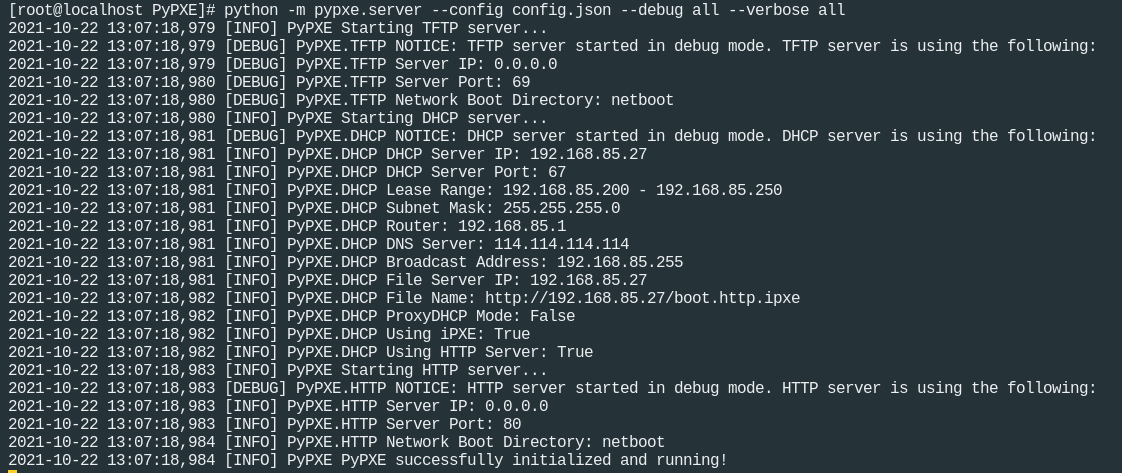 [root@localhost PyPXE]# python -m pypxe.server --config config.json --debug all --verbose all
2021-10-22 13:07:18,979 [INFO] PyPXE Starting TFTP server...
2021-10-22 13:07:18,979 [DEBUG] PyPXE.TFTP NOTICE: TFTP server started in debug mode. TFTP server is using the following:
2021-10-22 13:07:18,979 [DEBUG] PyPXE.TFTP Server IP: 0.0.0.0
2021-10-22 13:07:18,980 [DEBUG] PyPXE.TFTP Server Port: 69
2021-10-22 13:07:18,980 [DEBUG] PyPXE.TFTP Network Boot Directory: netboot
2021-10-22 13:07:18,980 [INFO] PyPXE Starting DHCP server...
2021-10-22 13:07:18,981 [DEBUG] PyPXE.DHCP NOTICE: DHCP server started in debug mode. DHCP server is using the following:
2021-10-22 13:07:18,981 [INFO] PyPXE.DHCP DHCP Server IP: 192.168.85.27
2021-10-22 13:07:18,981 [INFO] PyPXE.DHCP DHCP Server Port: 67
2021-10-22 13:07:18,981 [INFO] PyPXE.DHCP Lease Range: 192.168.85.200 - 192.168.85.250
2021-10-22 13:07:18,981 [INFO] PyPXE.DHCP Subnet Mask: 255.255.255.0
2021-10-22 13:07:18,981 [INFO] PyPXE.DHCP Router: 192.168.85.1
2021-10-22 13:07:18,981 [INFO] PyPXE.DHCP DNS Server: 114.114.114.114
2021-10-22 13:07:18,981 [INFO] PyPXE.DHCP Broadcast Address: 192.168.85.255
2021-10-22 13:07:18,981 [INFO] PyPXE.DHCP File Server IP: 192.168.85.27
2021-10-22 13:07:18,982 [INFO] PyPXE.DHCP File Name: http://192.168.85.27/boot.http.ipxe
2021-10-22 13:07:18,982 [INFO] PyPXE.DHCP ProxyDHCP Mode: False
2021-10-22 13:07:18,982 [INFO] PyPXE.DHCP Using iPXE: True
2021-10-22 13:07:18,982 [INFO] PyPXE.DHCP Using HTTP Server: True
2021-10-22 13:07:18,983 [INFO] PyPXE Starting HTTP server...
2021-10-22 13:07:18,983 [DEBUG] PyPXE.HTTP NOTICE: HTTP server started in debug mode. HTTP server is using the following:
2021-10-22 13:07:18,983 [INFO] PyPXE.HTTP Server IP: 0.0.0.0
2021-10-22 13:07:18,983 [INFO] PyPXE.HTTP Server Port: 80
2021-10-22 13:07:18,984 [INFO] PyPXE.HTTP Network Boot Directory: netboot
2021-10-22 13:07:18,984 [INFO] PyPXE PyPXE successfully initialized and running!